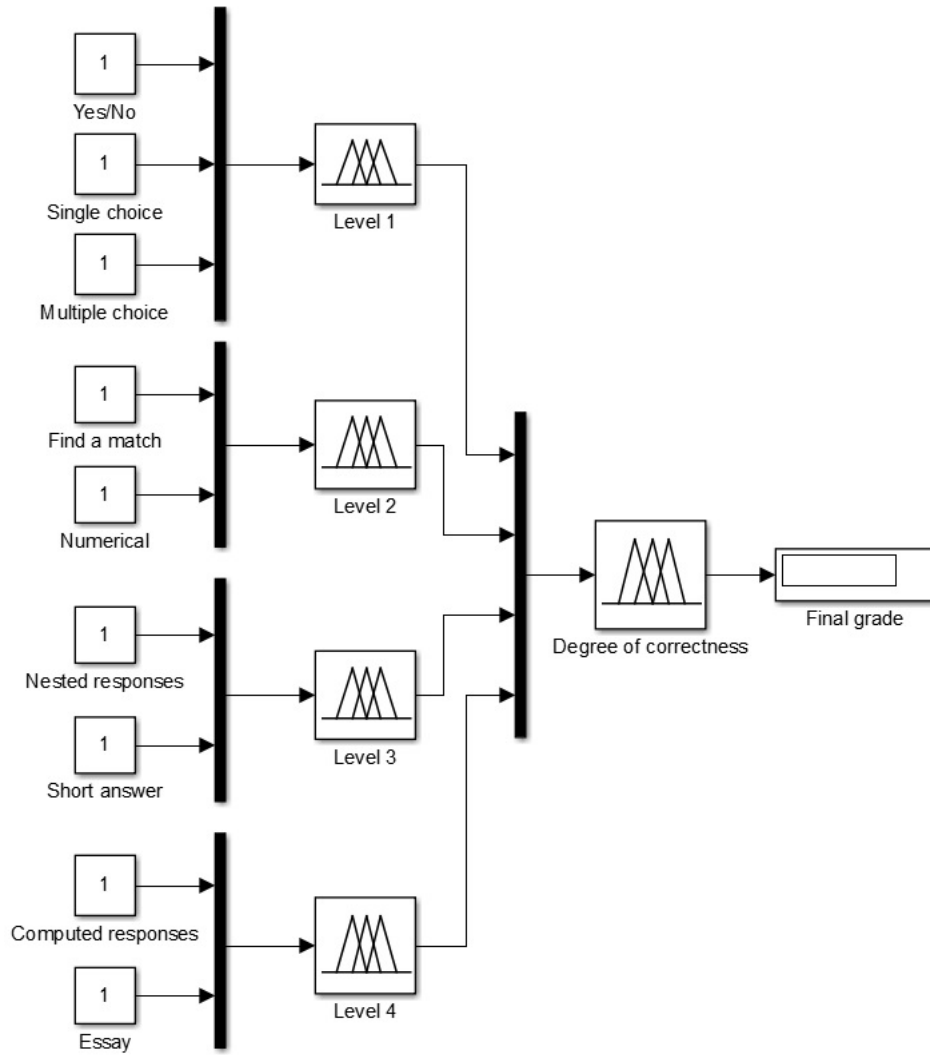 1
Yes/No
1
Single choice
1
Multiple choice
Level 1
1
Find a match
1
Numerical
Level 2
1
Nested responses
1
Short answer
Level 3
1
Computed responses
1
Essay
Level 4
Degree of correctness
Final grade